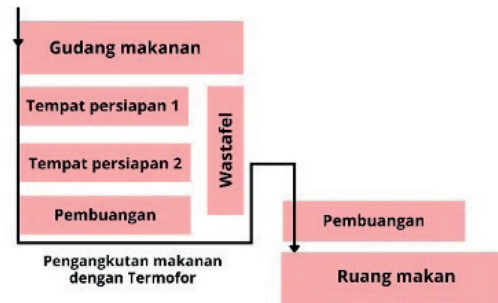 Gudang makanan
Tempat persiapan 1
Tempat persiapan 2
Wastafel
Pembuangan
Pengangkutan makanan
dengan Termofor
Pembuangan
Ruang makan